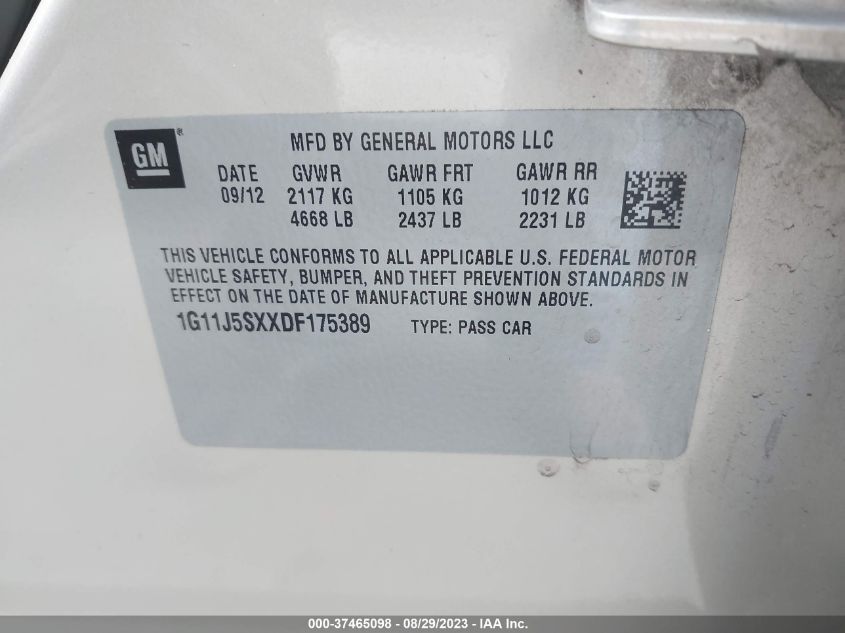 GM ®
MFD BY GENERAL MOTORS LLC
DATE GVWR GAWR FRT GAWR RR
09/12 2117 KG 1105 KG 1012 KG
4668 LB 2437 LB 2231 LB
THIS VEHICLE CONFORMS TO ALL APPLICABLE U.S. FEDERAL MOTOR
VEHICLE SAFETY, BUMPER, AND THEFT PREVENTION STANDARDS IN
EFFECT ON THE DATE OF MANUFACTURE SHOWN ABOVE.
1G11J5SXXDF175389 TYPE: PASS CAR
000-37465098 - 08/29/2023 - IAA Inc.